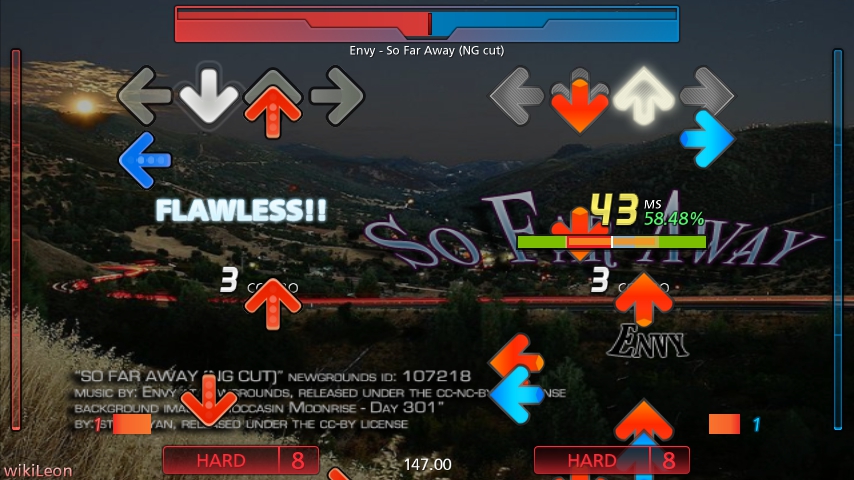 Envy - So Far Away (NG cut)
FLAWLESS!!
43 MS
58.48%
SO FAR AWAY
3
3
ENVY
"SO FAR AWAY (NG CUT)" NEWGROUNDS ID: 107218
MUSIC BY: ENVY RELEASED UNDER THE CC-NC-BY
BACKGROUND MOCCASIN MOONRISE - DAY 301"
BY: RELEASED UNDER THE CC-BY LICENSE
1
1
HARD 8
147.00
HARD 8
wikiLeon